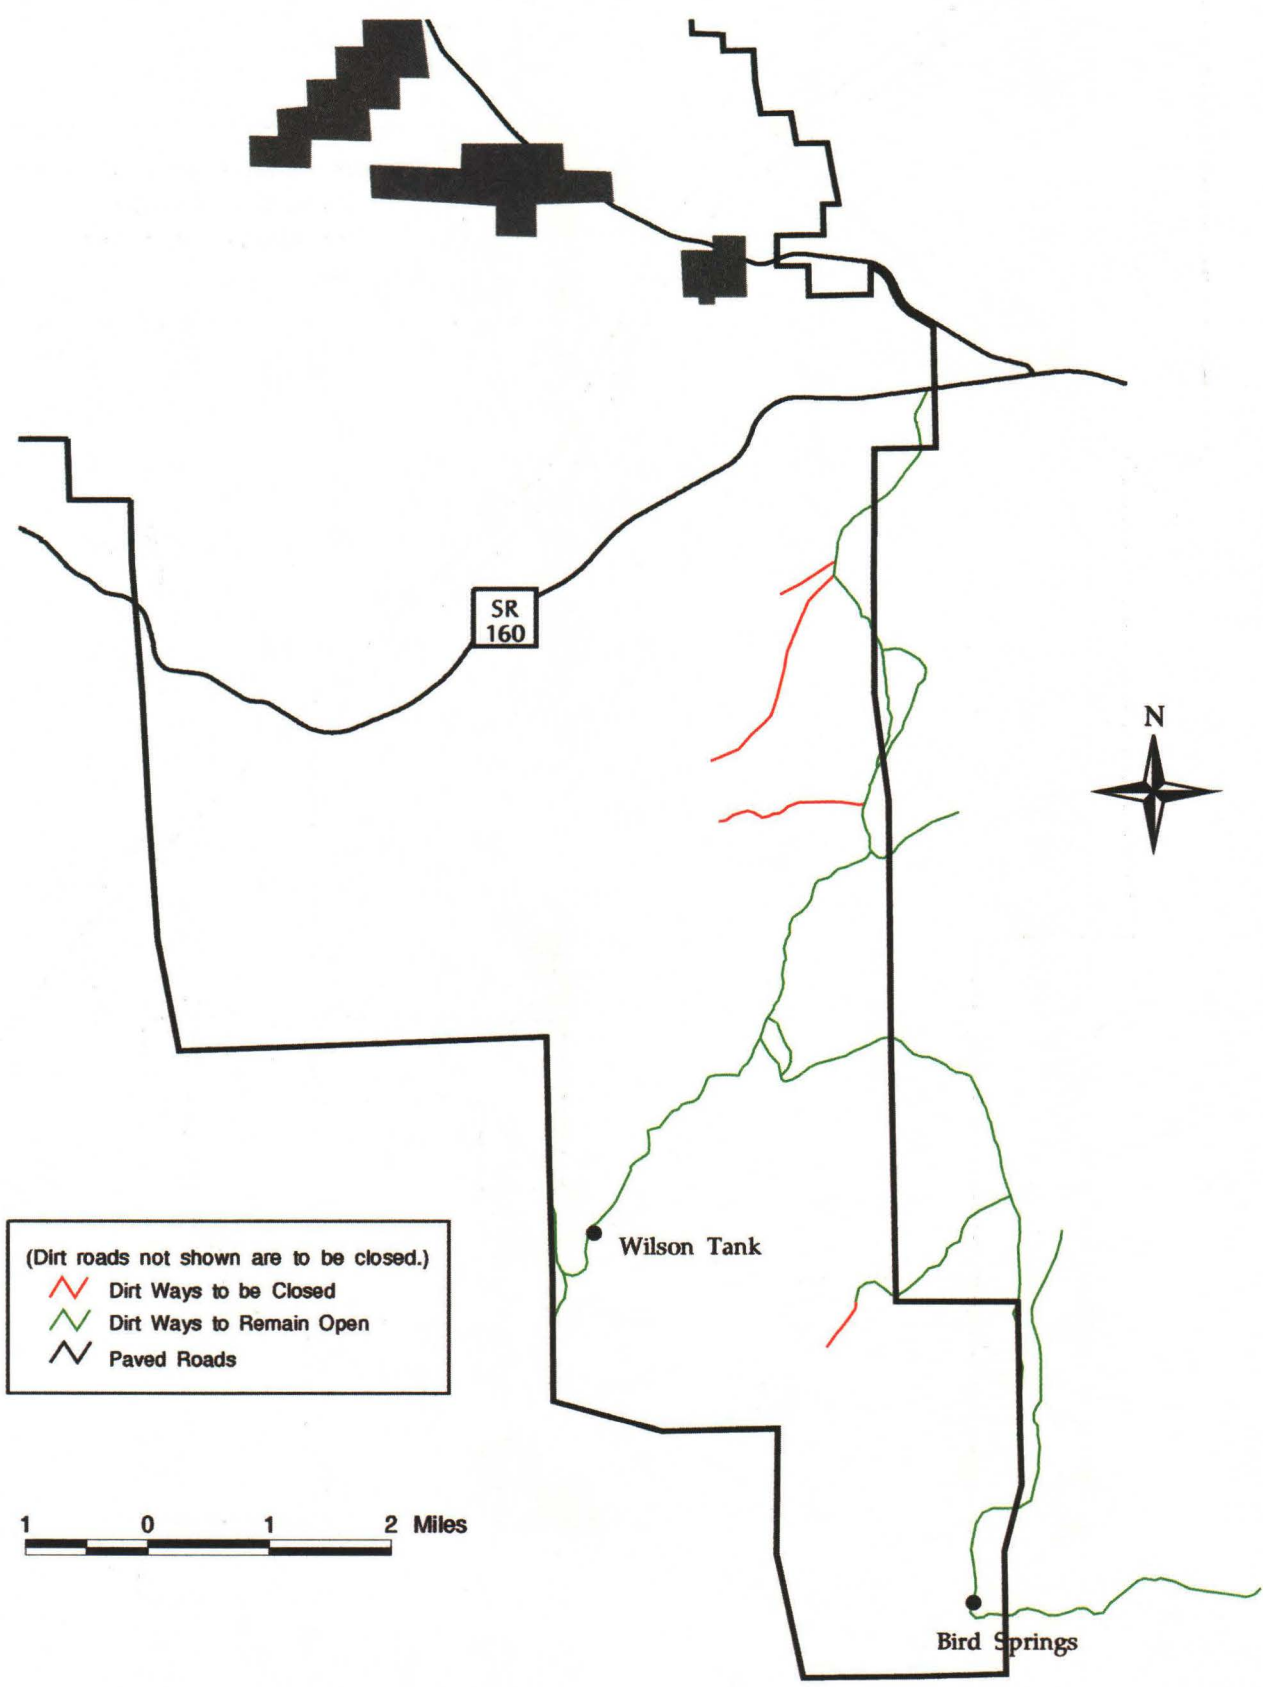 SR
160
N
Wilson Tank
(Dirt roads not shown are to be closed.)
Dirt Ways to be Closed
Dirt Ways to Remain Open
Paved Roads
1 0 1 2 Miles
Bird Springs